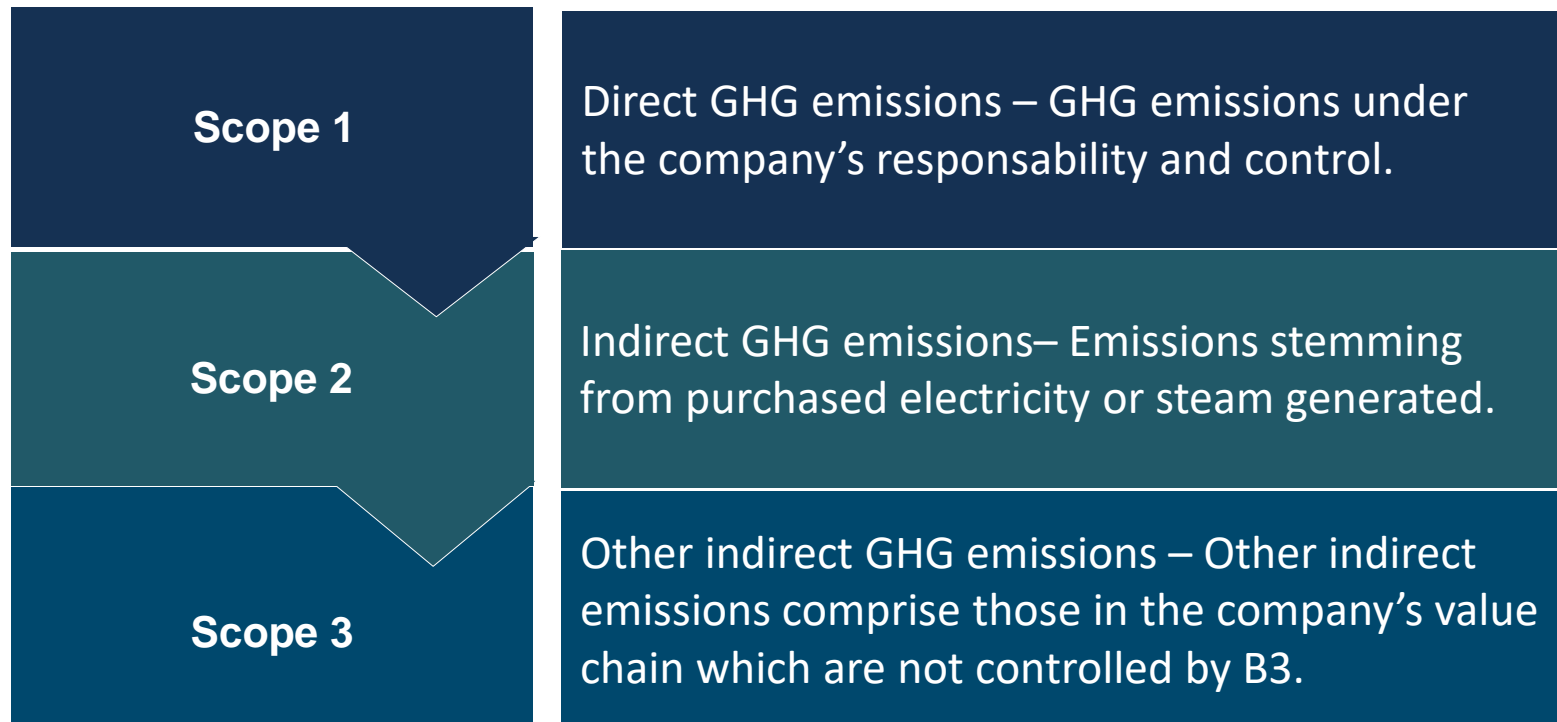 Scope 1
Direct GHG emissions – GHG emissions under
the company’s responsability and control.
Scope 2
Indirect GHG emissions– Emissions stemming
from purchased electricity or steam generated.
Scope 3
Other indirect GHG emissions – Other indirect
emissions comprise those in the company’s value
chain which are not controlled by B3.